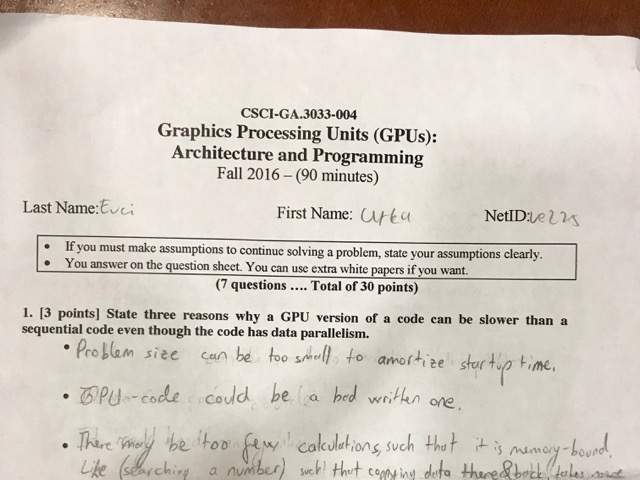 CSCI-GA.3033-004
Graphics Processing Units (GPUs):
Architecture and Programming
Fall 2016 – (90 minutes)
Last Name: Evci First Name: Utku NetID: ue225
• If you must make assumptions to continue solving a problem, state your assumptions clearly.
• You answer on the question sheet. You can use extra white papers if you want.
(7 questions …. Total of 30 points)
1. [3 points] State three reasons why a GPU version of a code can be slower than a
sequential code even though the code has data parallelism.
• Problem size can be too small to amortize startup time.
• GPU-code could be a bad written one.
• There may be too few calculations, such that it is memory-bound.
Like (searching a number) such that copying data there&back takes more